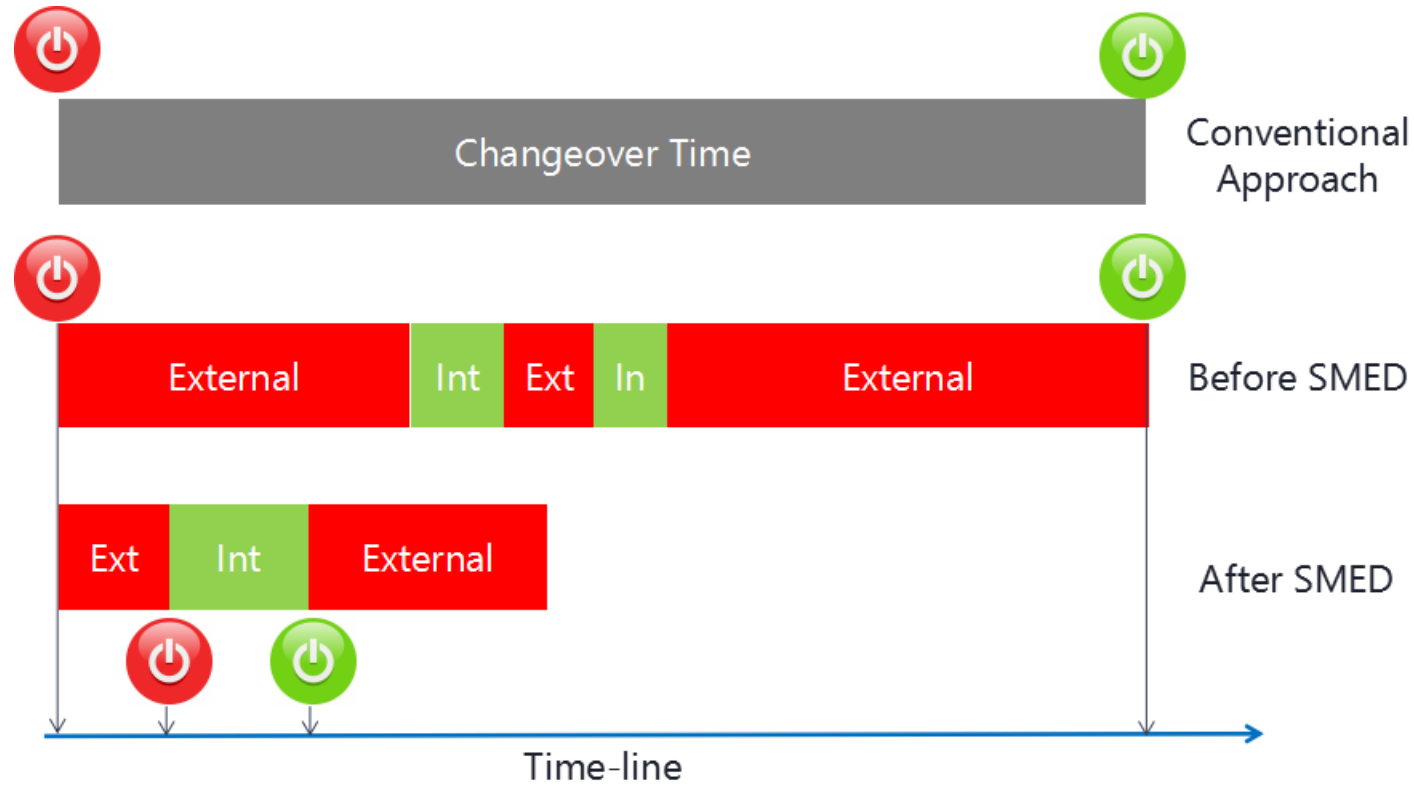 Changeover Time
Conventional
Approach
External
Int
Ext
In
External
Before SMED
Ext
Int
External
After SMED
Time-line